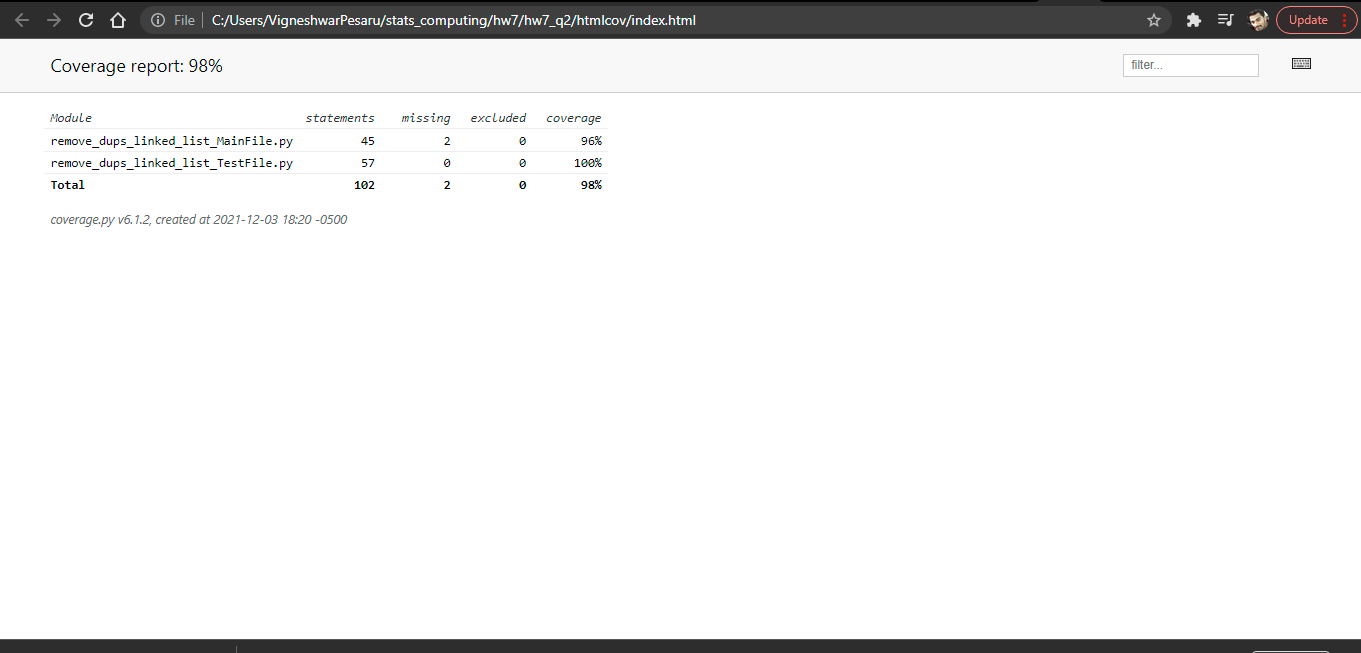 File C:/Users/VigneshwarPesaru/stats_computing/hw7/hw7_q2/htmlcov/index.html Update
Coverage report: 98% filter...
Module statements missing excluded coverage
remove_dups_linked_list_MainFile.py 45 2 0 96%
remove_dups_linked_list_TestFile.py 57 0 0 100%
Total 102 2 0 98%
coverage.py v6.1.2, created at 2021-12-03 18:20 -0500